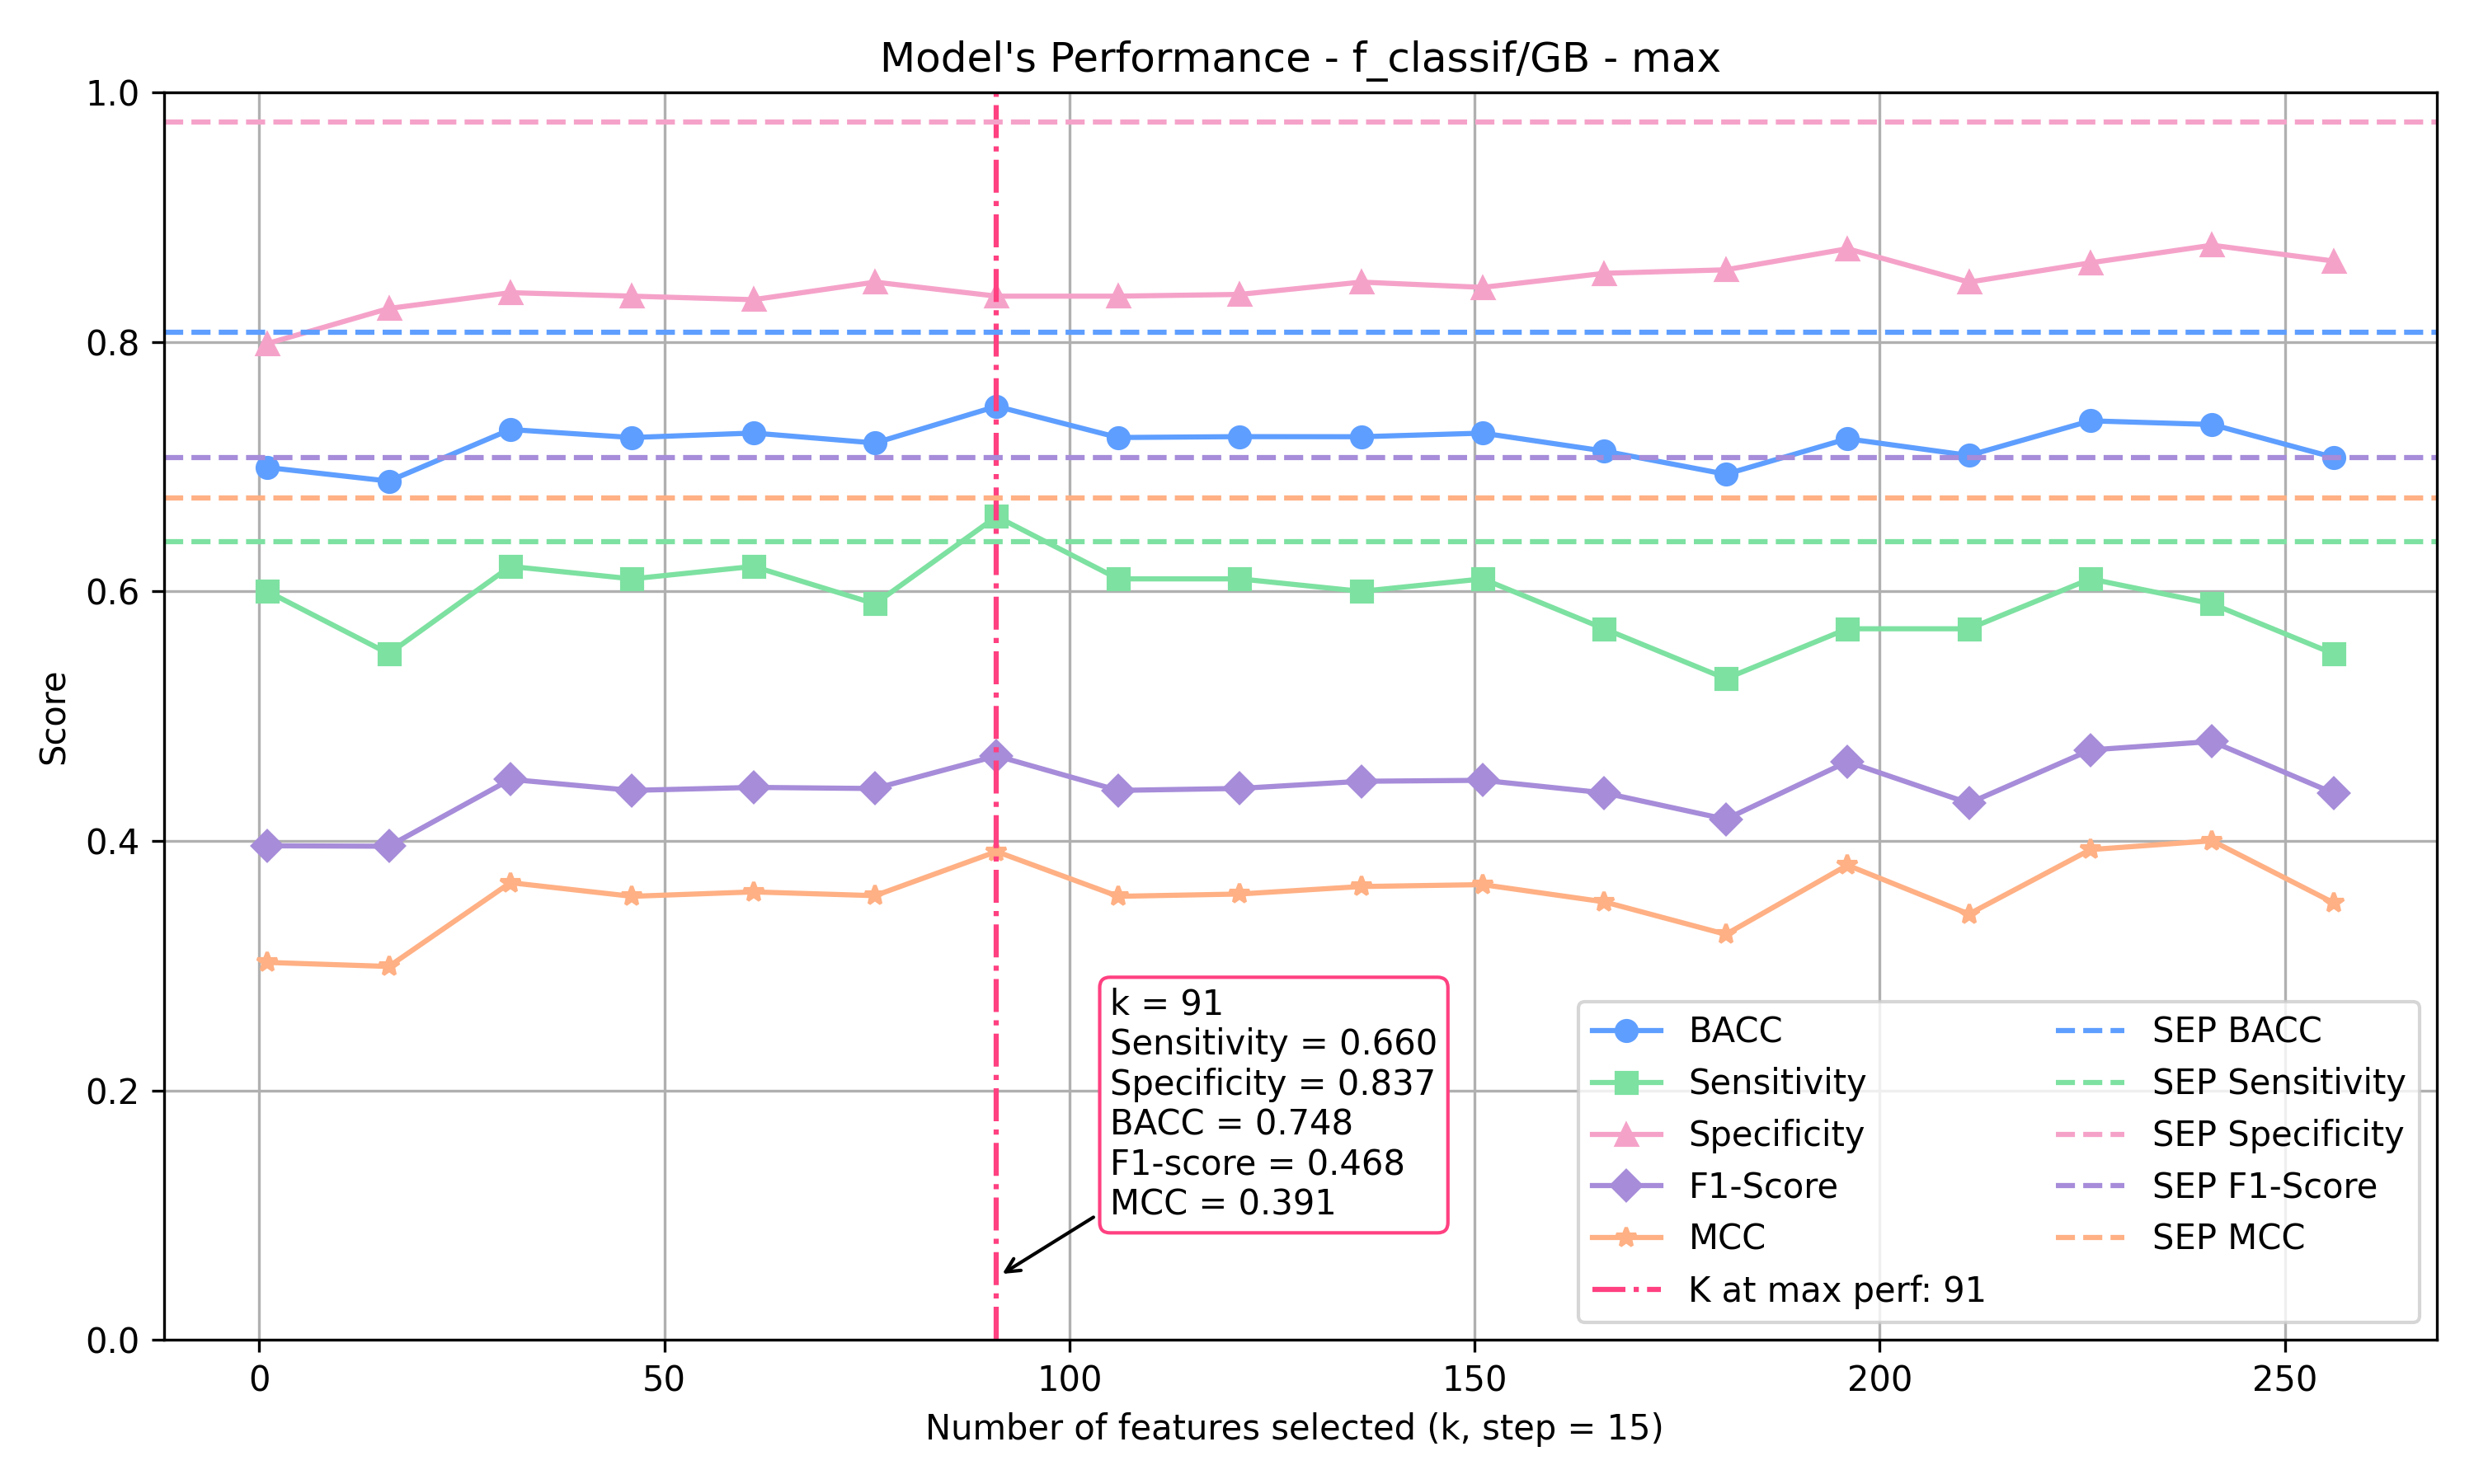 Model's Performance - f_classif/GB - max
1.0
0.8
0.6
0.4
0.2
0.0
Score
0
50
100
150
200
250
Number of features selected (k, step = 15)
k = 91
Sensitivity = 0.660
Specificity = 0.837
BACC = 0.748
F1-score = 0.468
MCC = 0.391
BACC
Sensitivity
Specificity
F1-Score
MCC
K at max perf: 91
SEP BACC
SEP Sensitivity
SEP Specificity
SEP F1-Score
SEP MCC